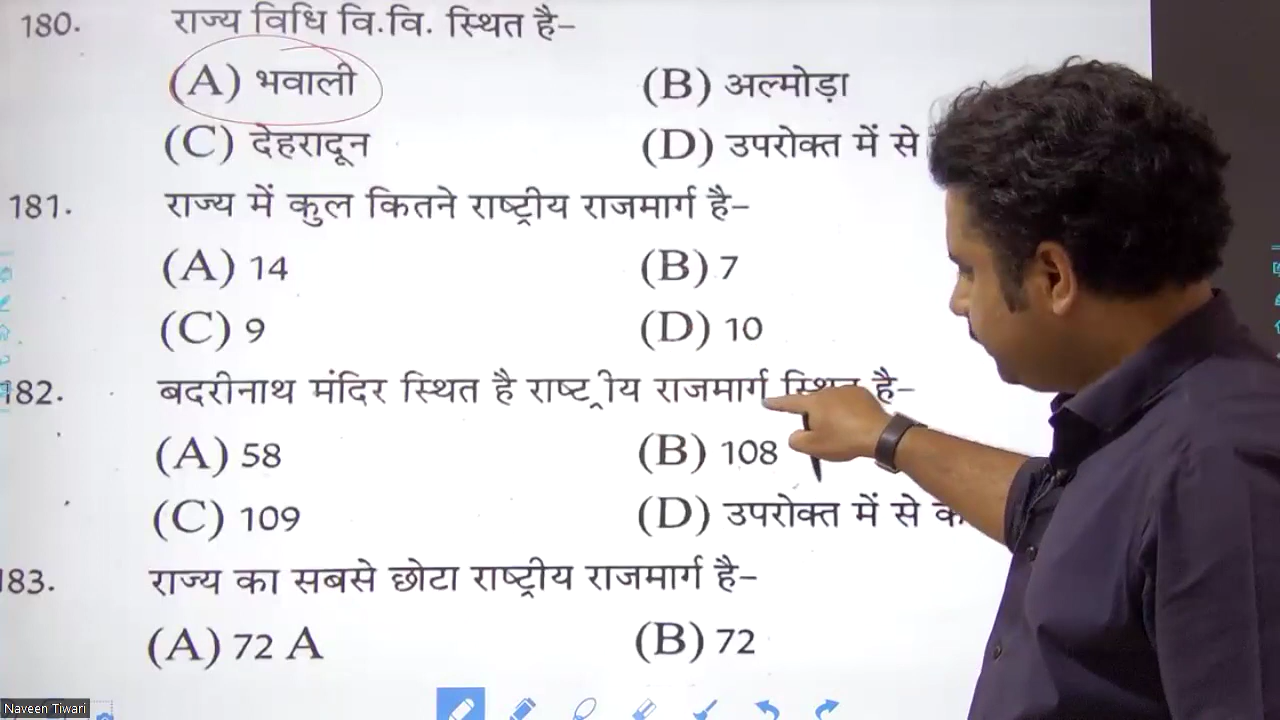 180. राज्य विधि वि.वि. स्थित है–
(A) भवाली (B) अल्मोड़ा
(C) देहरादून (D) उपरोक्त में से
181. राज्य में कुल कितने राष्ट्रीय राजमार्ग है–
(A) 14 (B) 7
(C) 9 (D) 10
182. बदरीनाथ मंदिर स्थित है राष्ट्रीय राजमार्ग स्थित है–
(A) 58 (B) 108
(C) 109 (D) उपरोक्त में से
183. राज्य का सबसे छोटा राष्ट्रीय राजमार्ग है–
(A) 72 A (B) 72
Naveen Tiwari